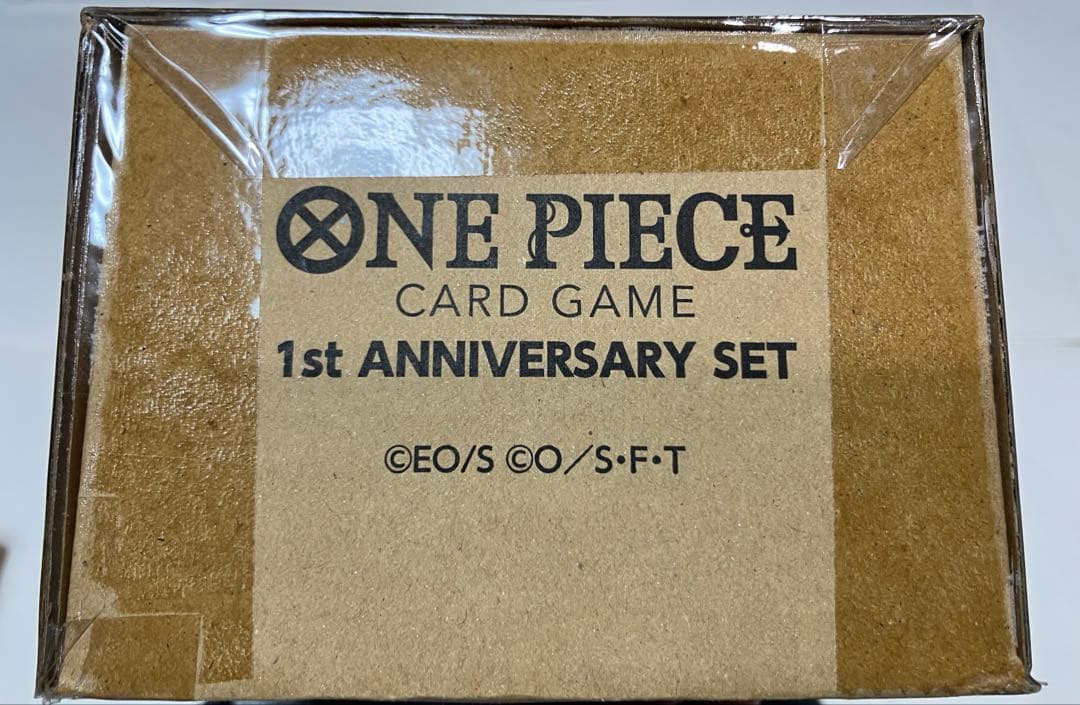 ONE PIECE
CARD GAME
1st ANNIVERSARY SET
©EO/S ©O／S・F・T